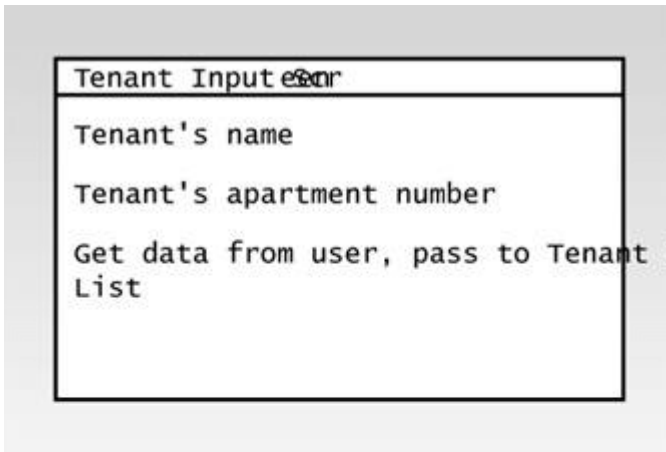 Tenant Input
Tenant's name
Tenant's apartment number
Get data from user, pass to Tenant
List